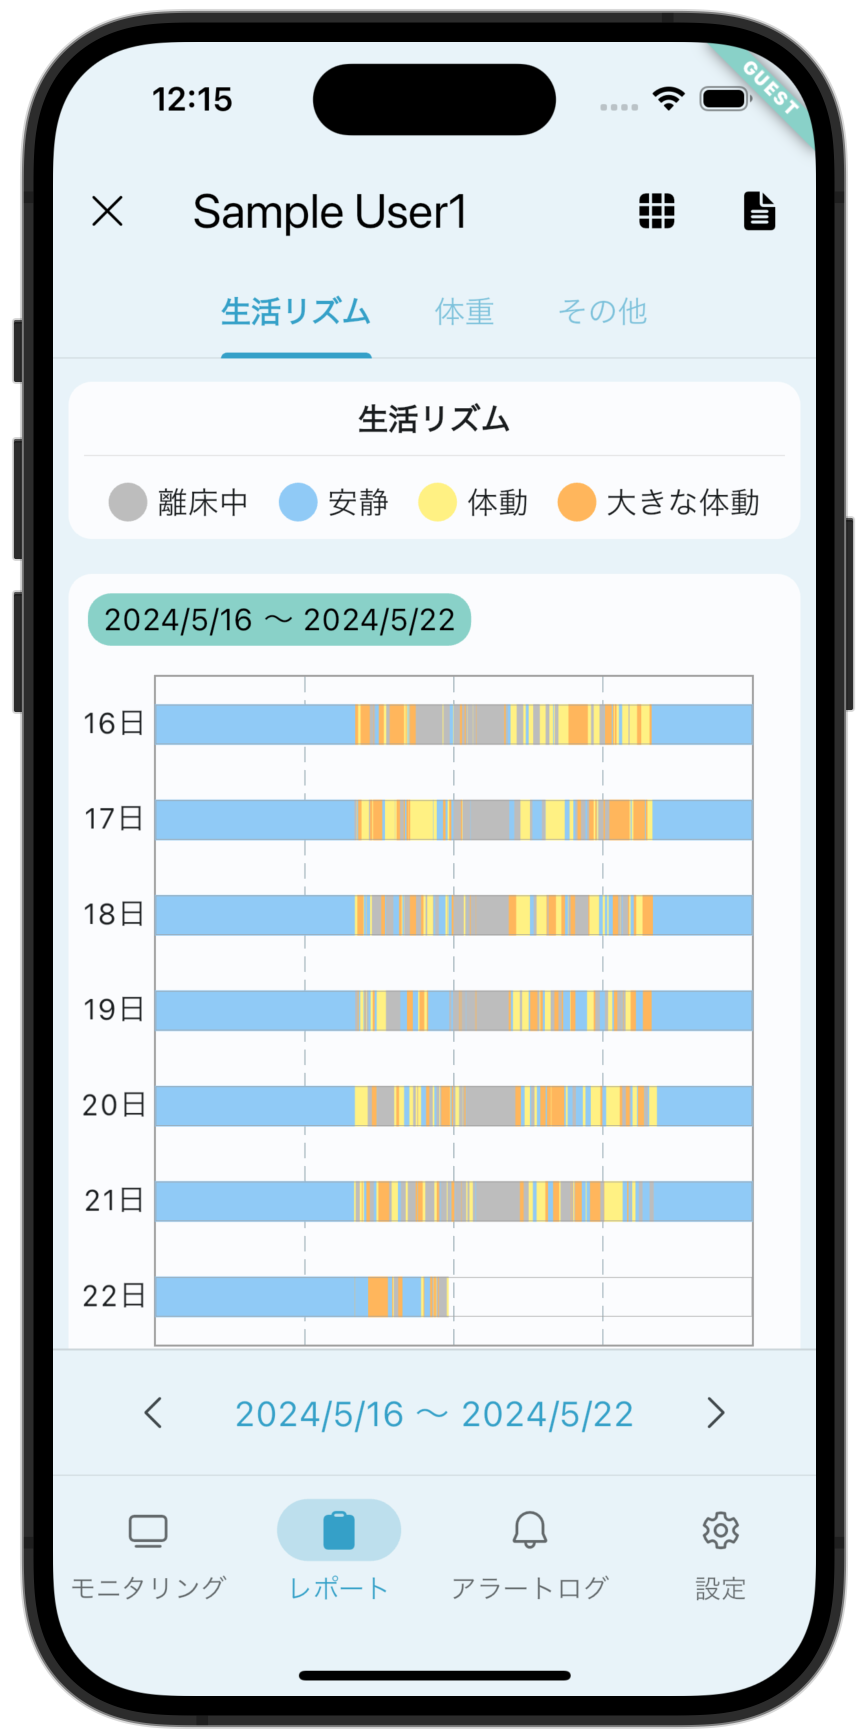 12:15
GUEST
Sample User1
生活リズム 体重 その他
生活リズム
離床中 安静 体動 大きな体動
2024/5/16 〜 2024/5/22
16日
17日
18日
19日
20日
21日
22日
2024/5/16 〜 2024/5/22
モニタリング レポート アラートログ 設定